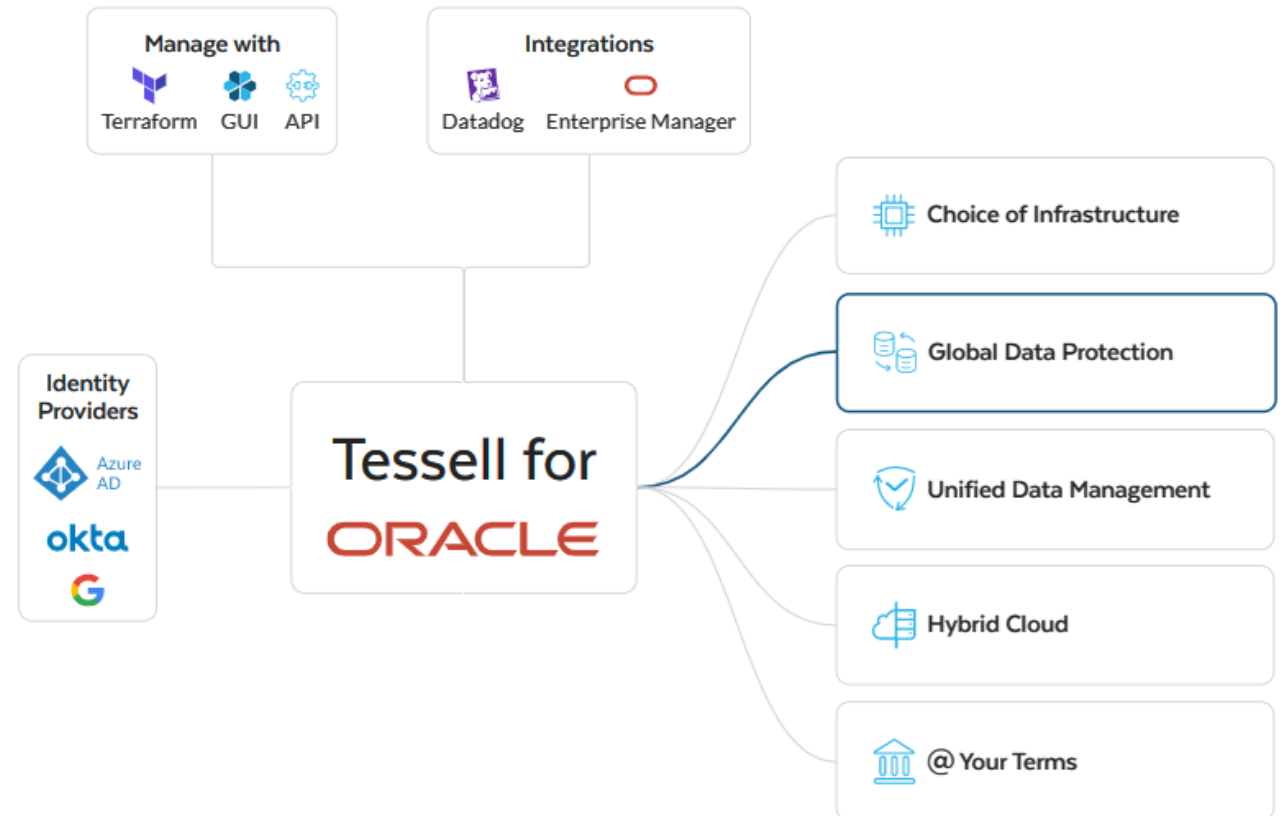 Manage with
Terraform GUI API
Integrations
Datadog Enterprise Manager
Identity
Providers
Azure
AD
okta
G
Tessell for
ORACLE
Choice of Infrastructure
Global Data Protection
Unified Data Management
Hybrid Cloud
@ Your Terms